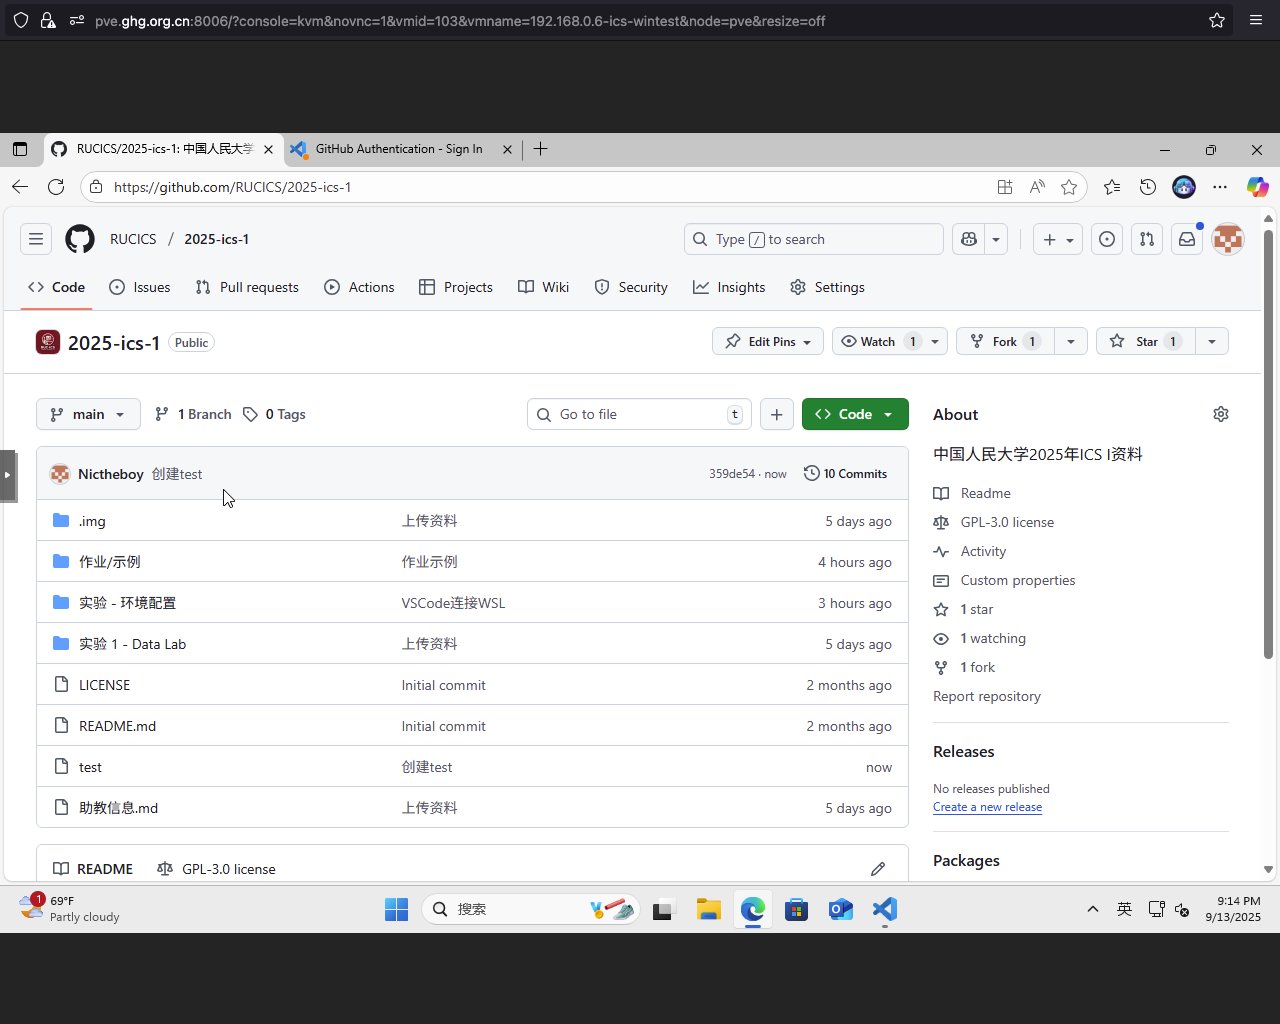 pve.ghg.org.cn:8006/?console=kvm&novnc=1&vmid=103&vmname=192.168.0.6-ics-wintest&node=pve&resize=off
RUCICS/2025-ics-1: 中国人民大学
GitHub Authentication - Sign In
https://github.com/RUCICS/2025-ics-1
RUCICS / 2025-ics-1
Type / to search
Code
Issues
Pull requests
Actions
Projects
Wiki
Security
Insights
Settings
2025-ics-1
Public
Edit Pins
Watch 1
Fork 1
Star 1
main
1 Branch
0 Tags
Go to file
t
Code
Nictheboy 创建test
359de54 · now
10 Commits
.img 上传资料 5 days ago
作业/示例 作业示例 4 hours ago
实验 - 环境配置 VSCode连接WSL 3 hours ago
实验 1 - Data Lab 上传资料 5 days ago
LICENSE Initial commit 2 months ago
README.md Initial commit 2 months ago
test 创建test now
助教信息.md 上传资料 5 days ago
README
GPL-3.0 license
About
中国人民大学2025年ICS I资料
Readme
GPL-3.0 license
Activity
Custom properties
1 star
1 watching
1 fork
Report repository
Releases
No releases published
Create a new release
Packages
1
69°F
Partly cloudy
搜索
英
9:14 PM
9/13/2025